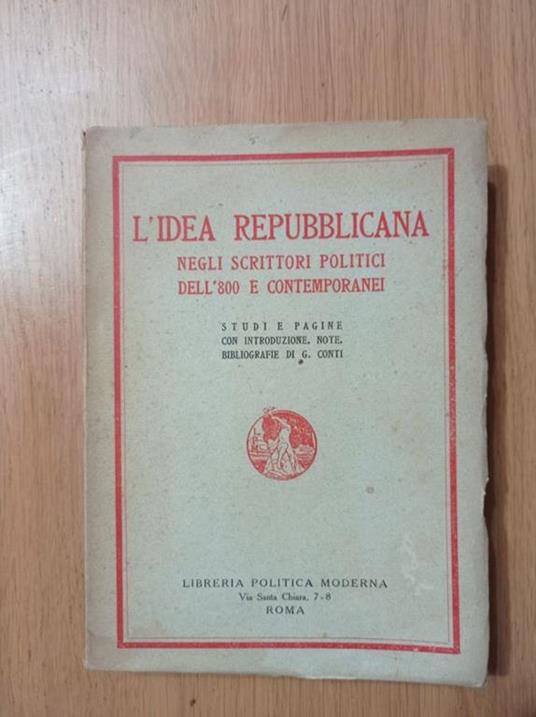 L'IDEA REPUBBLICANA
NEGLI SCRITTORI POLITICI
DELL'800 E CONTEMPORANEI
STUDI E PAGINE
CON INTRODUZIONE, NOTE,
BIBLIOGRAFIE DI G. CONTI
LIBRERIA POLITICA MODERNA
Via Santa Chiara, 7-8
ROMA